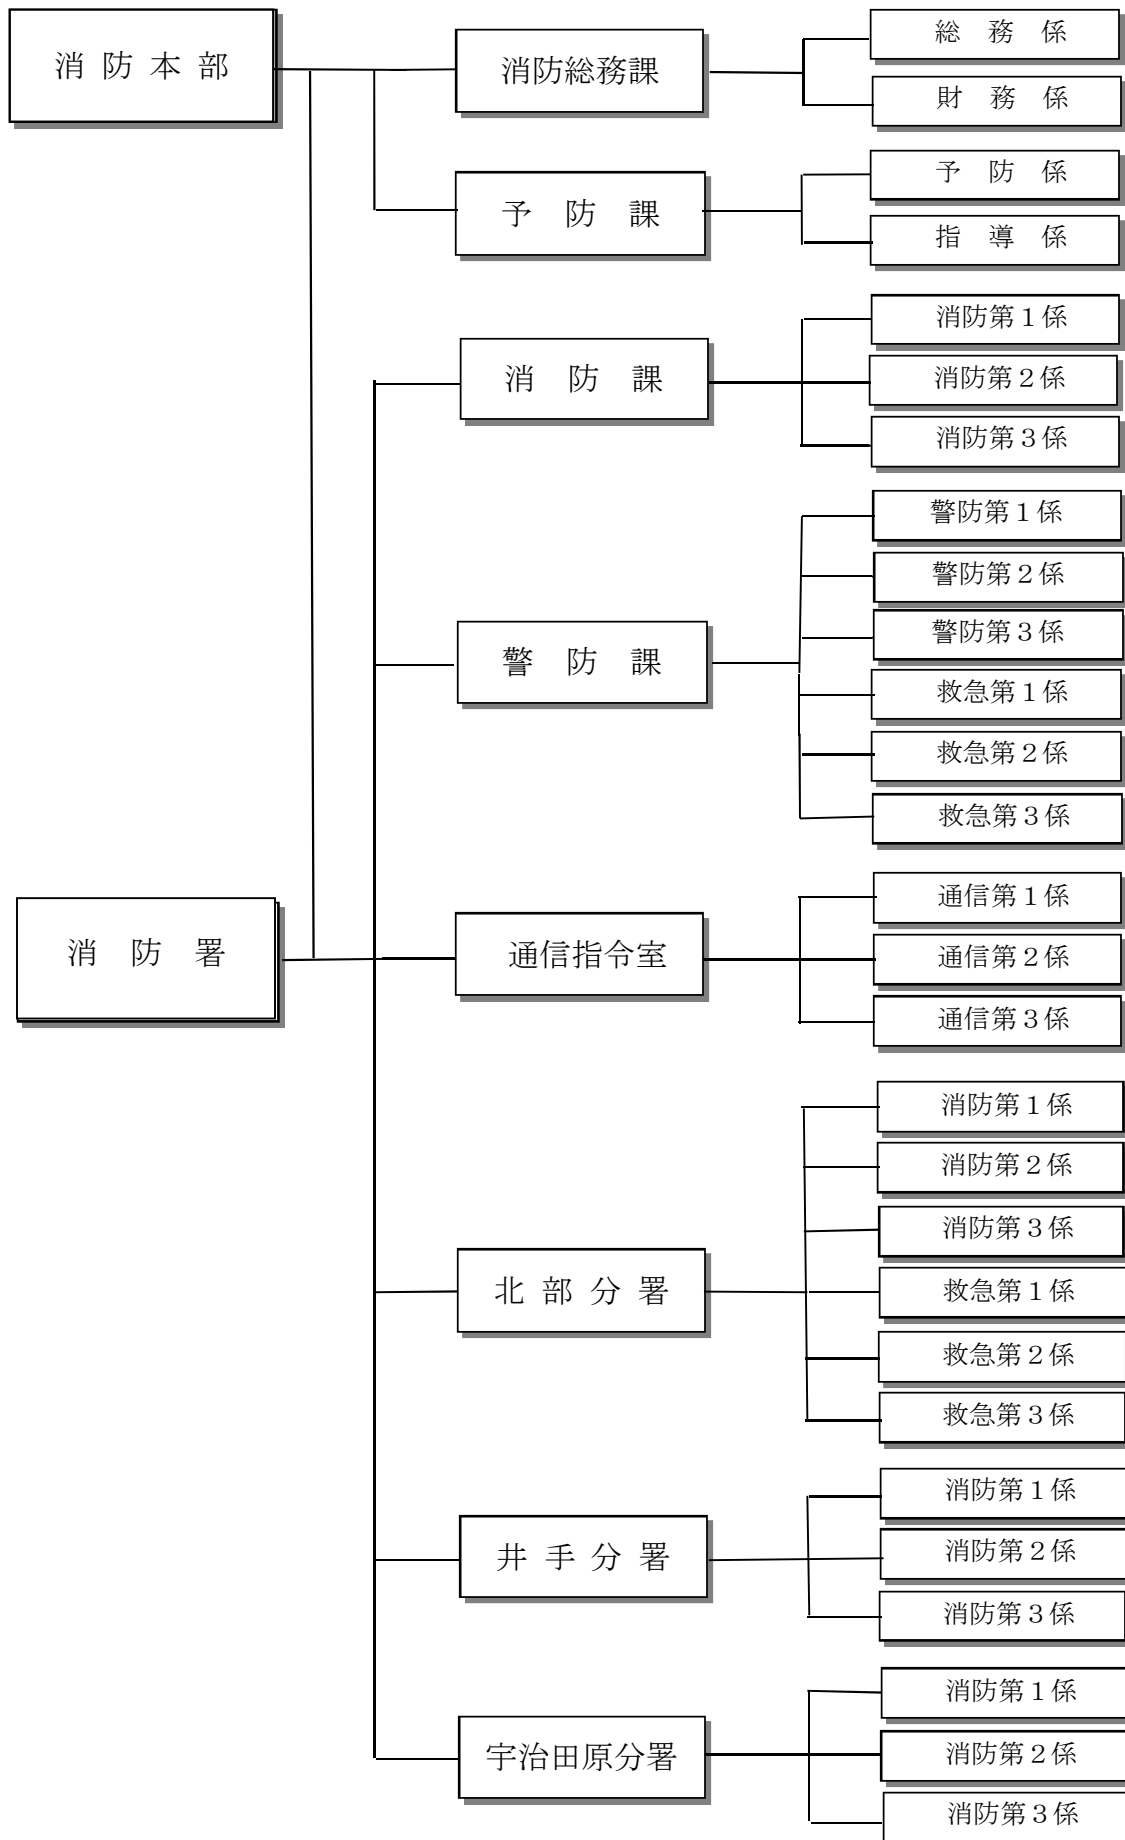 消防本部
消防総務課
総務係
財務係
予防課
予防係
指導係
消防課
消防第１係
消防第２係
消防第３係
警防課
警防第１係
警防第２係
警防第３係
救急第１係
救急第２係
救急第３係
消防署
通信指令室
通信第１係
通信第２係
通信第３係
北部分署
消防第１係
消防第２係
消防第３係
救急第１係
救急第２係
救急第３係
井手分署
消防第１係
消防第２係
消防第３係
宇治田原分署
消防第１係
消防第２係
消防第３係